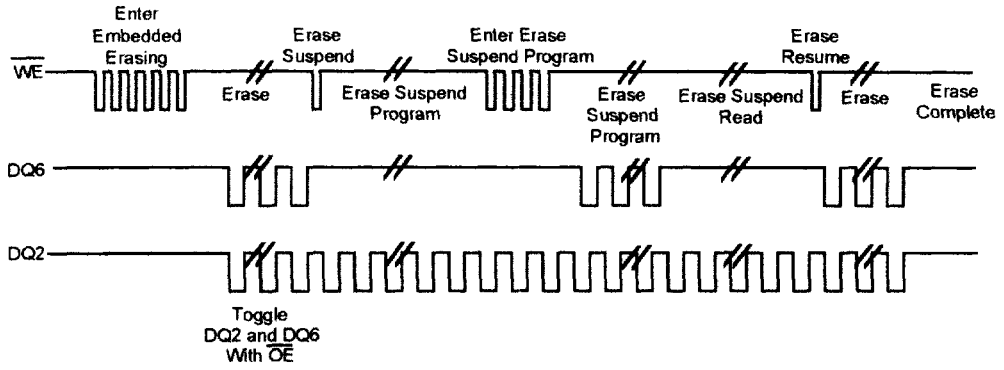 Enter
Embedded
Erasing
Erase
Suspend
Enter Erase
Suspend Program
Erase
Resume
WE
Erase
Erase Suspend
Program
Erase
Suspend
Program
Erase Suspend
Read
Erase
Erase
Complete
DQ6
DQ2
Toggle
DQ2 and DQ6
With OE